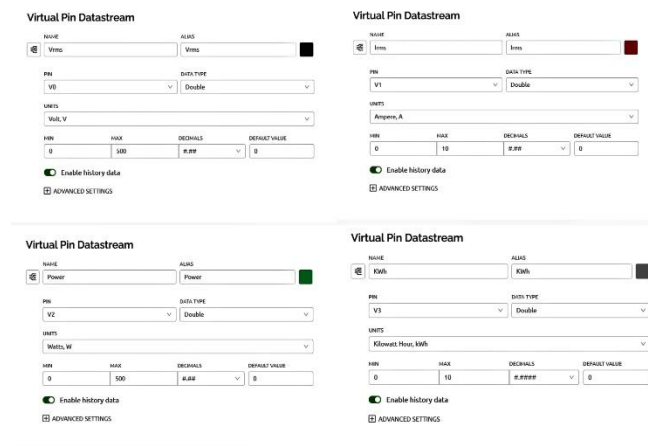 Virtual Pin Datastream
NAME ALIAS
Vrms Vrms
PIN DATA TYPE
V0 Double
UNITS
Volt, V
MIN MAX DECIMALS DEFAULT VALUE
0 500 #.## 0
Enable history data
ADVANCED SETTINGS
Virtual Pin Datastream
NAME ALIAS
Irms Irms
PIN DATA TYPE
V1 Double
UNITS
Ampere, A
MIN MAX DECIMALS DEFAULT VALUE
0 10 #.## 0
Enable history data
ADVANCED SETTINGS
Virtual Pin Datastream
NAME ALIAS
Power Power
PIN DATA TYPE
V2 Double
UNITS
Watts, W
MIN MAX DECIMALS DEFAULT VALUE
0 500 #.## 0
Enable history data
ADVANCED SETTINGS
Virtual Pin Datastream
NAME ALIAS
KWh KWh
PIN DATA TYPE
V3 Double
UNITS
Kilowatt Hour, kWh
MIN MAX DECIMALS DEFAULT VALUE
0 10 #.##### 0
Enable history data
ADVANCED SETTINGS